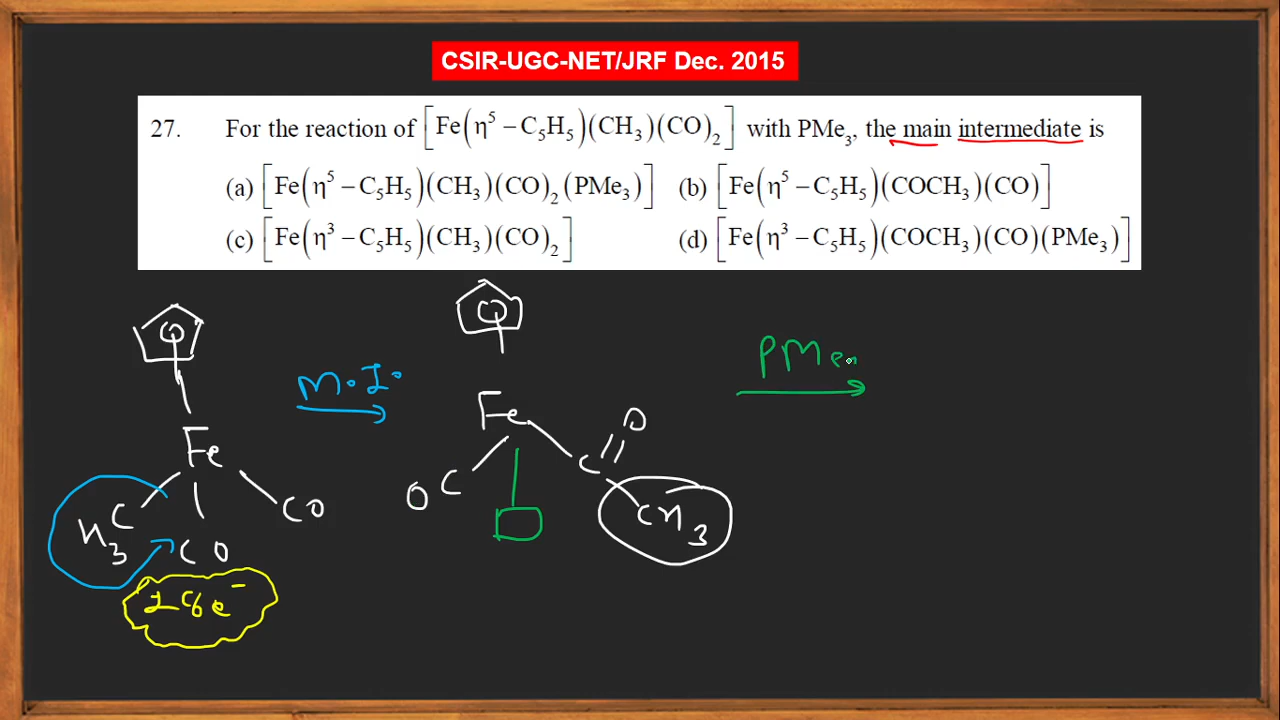 CSIR-UGC-NET/JRF Dec. 2015
27. For the reaction of [Fe(η⁵ – C₅H₅)(CH₃)(CO)₂] with PMe₃, the main intermediate is
(a) [Fe(η⁵ – C₅H₅)(CH₃)(CO)₂(PMe₃)] (b) [Fe(η⁵ – C₅H₅)(COCH₃)(CO)]
(c) [Fe(η³ – C₅H₅)(CH₃)(CO)₂] (d) [Fe(η³ – C₅H₅)(COCH₃)(CO)(PMe₃)]
Fe
H₃C
CO
CO
18e⁻
M.I.
Fe
OC
C
O
CH₃
PMe